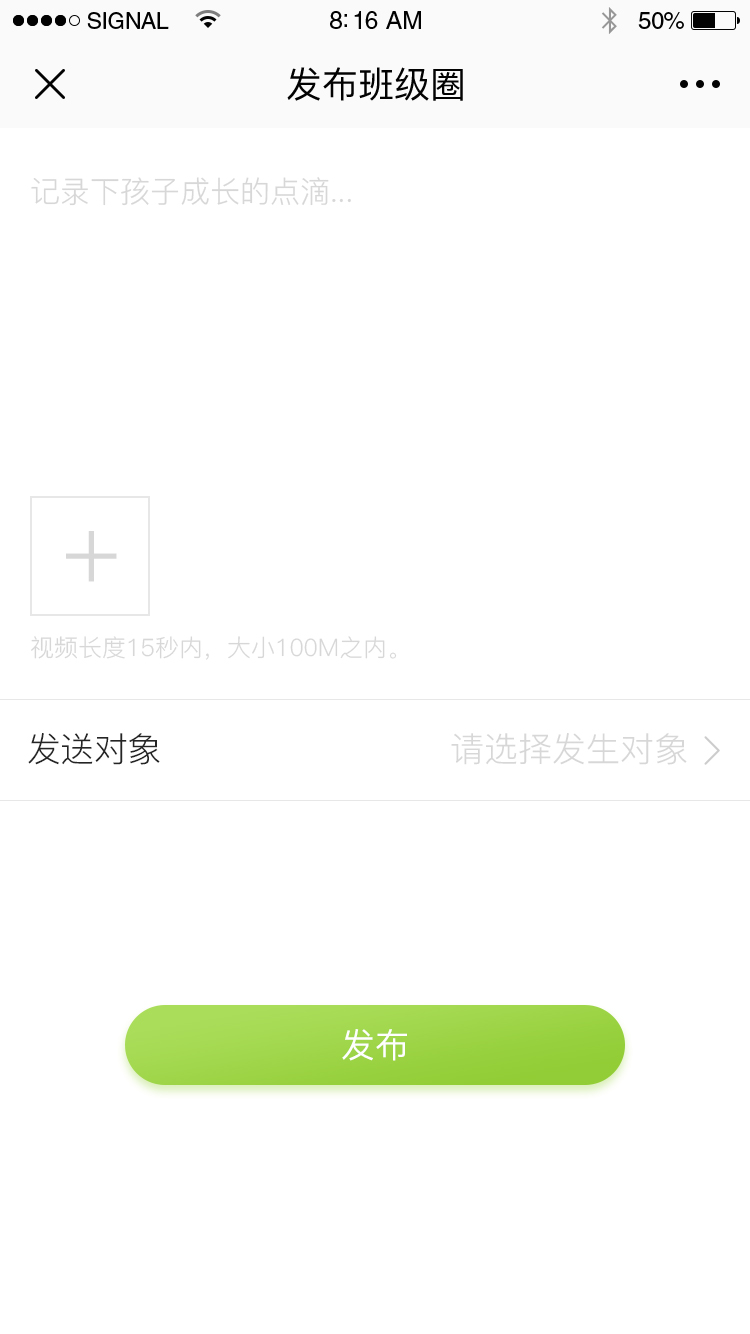 SIGNAL 8:16 AM 50%
发布班级圈
记录下孩子成长的点滴...
视频长度15秒内，大小100M之内。
发送对象 请选择发生对象
发布